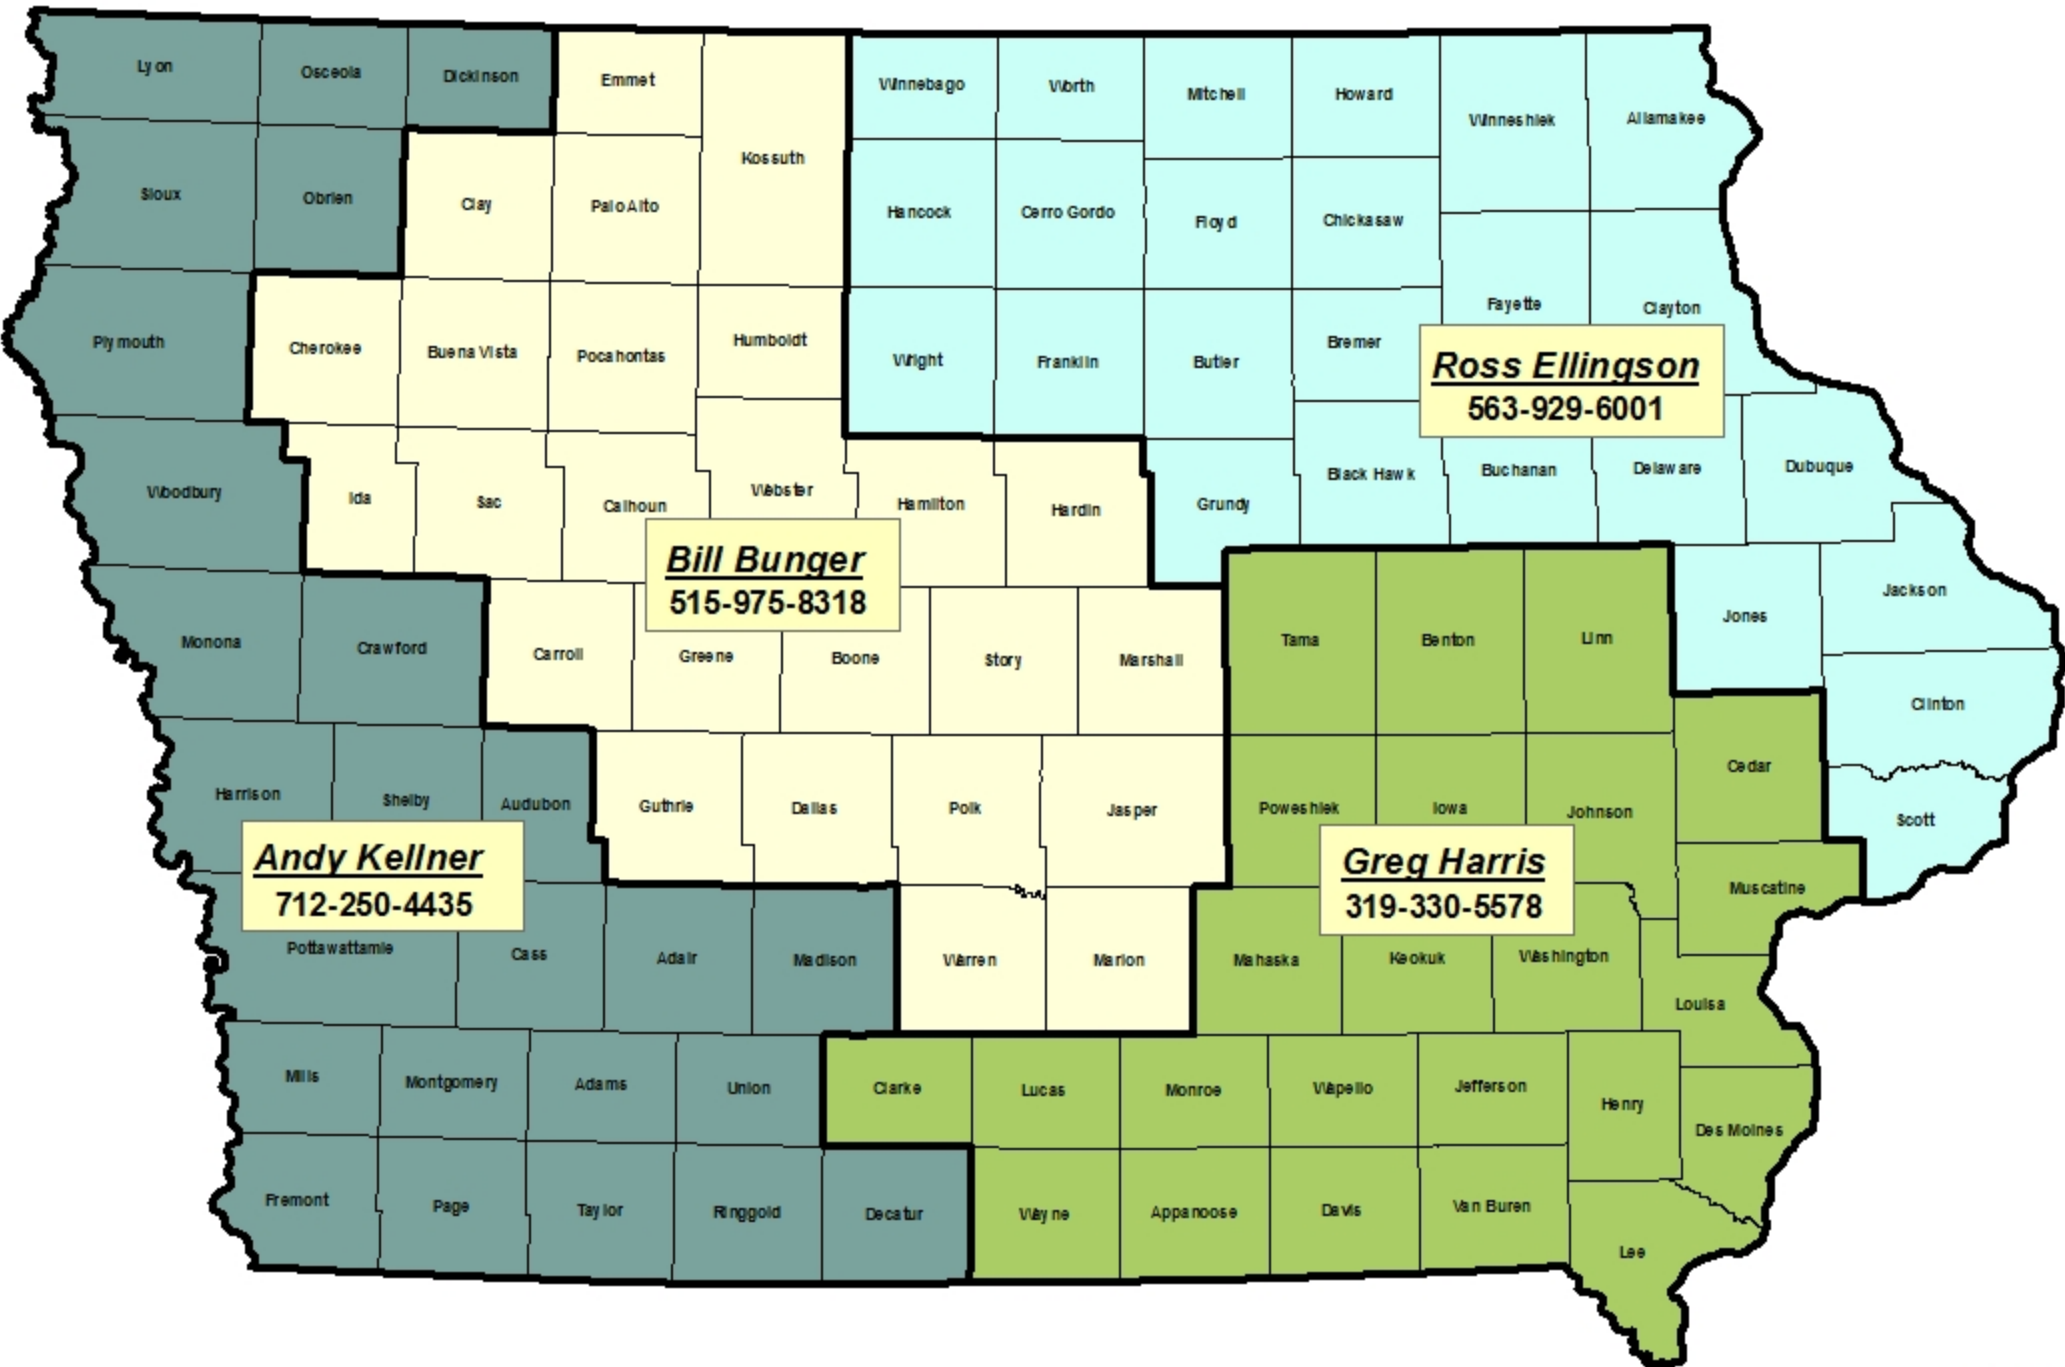 Lyon
Osceola
Dickinson
Emmet
Kossuth
Winnebago
Worth
Mitchell
Howard
Winneshiek
Allamakee
Sioux
Obrien
Clay
Palo Alto
Hancock
Cerro Gordo
Floyd
Chickasaw
Fayette
Clayton
Plymouth
Cherokee
Buena Vista
Pocahontas
Humboldt
Wright
Franklin
Butler
Bremer
Ross Ellingson
563-929-6001
Woodbury
Ida
Sac
Calhoun
Webster
Hamilton
Hardin
Grundy
Black Hawk
Buchanan
Delaware
Dubuque
Bill Bunger
515-975-8318
Monona
Crawford
Carroll
Greene
Boone
Story
Marshall
Tama
Benton
Linn
Jones
Jackson
Clinton
Harrison
Shelby
Audubon
Guthrie
Dallas
Polk
Jasper
Poweshiek
Iowa
Johnson
Cedar
Scott
Andy Kellner
712-250-4435
Greg Harris
319-330-5578
Muscatine
Pottawattamie
Cass
Adair
Madison
Warren
Marion
Mahaska
Keokuk
Washington
Louisa
Mills
Montgomery
Adams
Union
Clarke
Lucas
Monroe
Wapello
Jefferson
Henry
Des Moines
Fremont
Page
Taylor
Ringgold
Decatur
Wayne
Appanoose
Davis
Van Buren
Lee